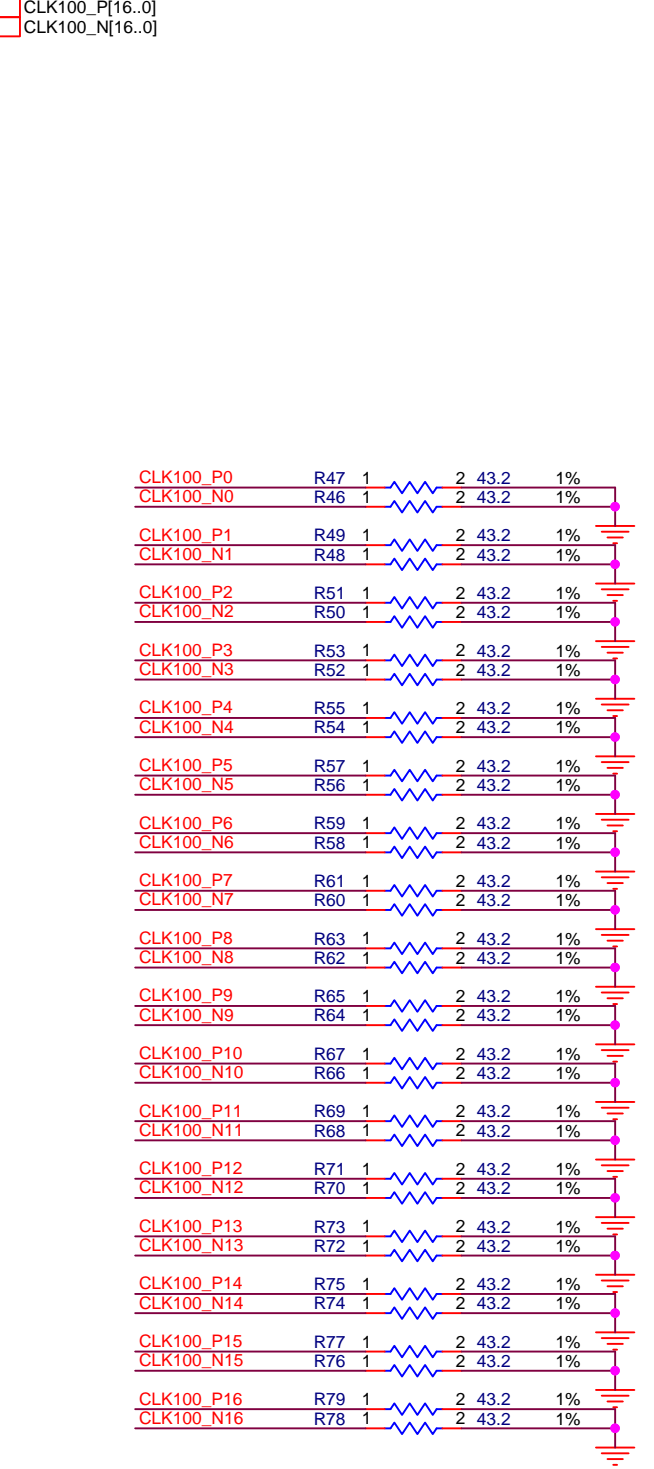 CLK100_P[16..0]
CLK100_N[16..0]
CLK100_P0 R47 1 2 43.2 1%
CLK100_N0 R46 1 2 43.2 1%
CLK100_P1 R49 1 2 43.2 1%
CLK100_N1 R48 1 2 43.2 1%
CLK100_P2 R51 1 2 43.2 1%
CLK100_N2 R50 1 2 43.2 1%
CLK100_P3 R53 1 2 43.2 1%
CLK100_N3 R52 1 2 43.2 1%
CLK100_P4 R55 1 2 43.2 1%
CLK100_N4 R54 1 2 43.2 1%
CLK100_P5 R57 1 2 43.2 1%
CLK100_N5 R56 1 2 43.2 1%
CLK100_P6 R59 1 2 43.2 1%
CLK100_N6 R58 1 2 43.2 1%
CLK100_P7 R61 1 2 43.2 1%
CLK100_N7 R60 1 2 43.2 1%
CLK100_P8 R63 1 2 43.2 1%
CLK100_N8 R62 1 2 43.2 1%
CLK100_P9 R65 1 2 43.2 1%
CLK100_N9 R64 1 2 43.2 1%
CLK100_P10 R67 1 2 43.2 1%
CLK100_N10 R66 1 2 43.2 1%
CLK100_P11 R69 1 2 43.2 1%
CLK100_N11 R68 1 2 43.2 1%
CLK100_P12 R71 1 2 43.2 1%
CLK100_N12 R70 1 2 43.2 1%
CLK100_P13 R73 1 2 43.2 1%
CLK100_N13 R72 1 2 43.2 1%
CLK100_P14 R75 1 2 43.2 1%
CLK100_N14 R74 1 2 43.2 1%
CLK100_P15 R77 1 2 43.2 1%
CLK100_N15 R76 1 2 43.2 1%
CLK100_P16 R79 1 2 43.2 1%
CLK100_N16 R78 1 2 43.2 1%